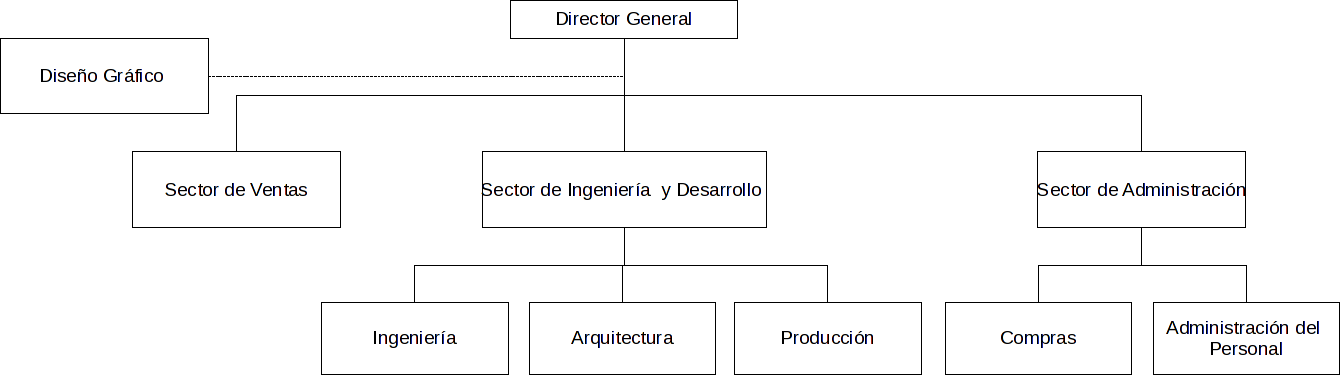 Director General
Diseño Gráfico
Sector de Ventas
Sector de Ingeniería  y Desarrollo
Sector de Administración
Ingeniería
Arquitectura
Producción
Compras
Administración del
Personal